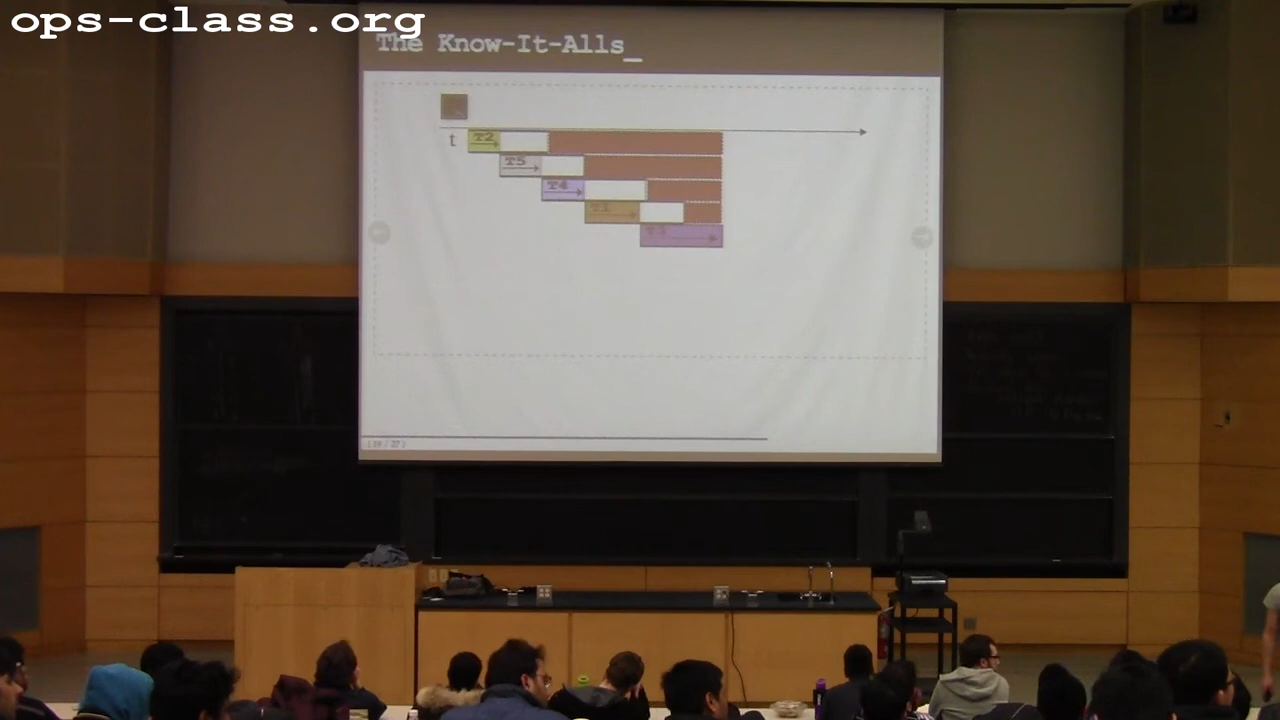 ops-class.org
The Know-It-Alls_
t
T2
T5
T4
T1
T3